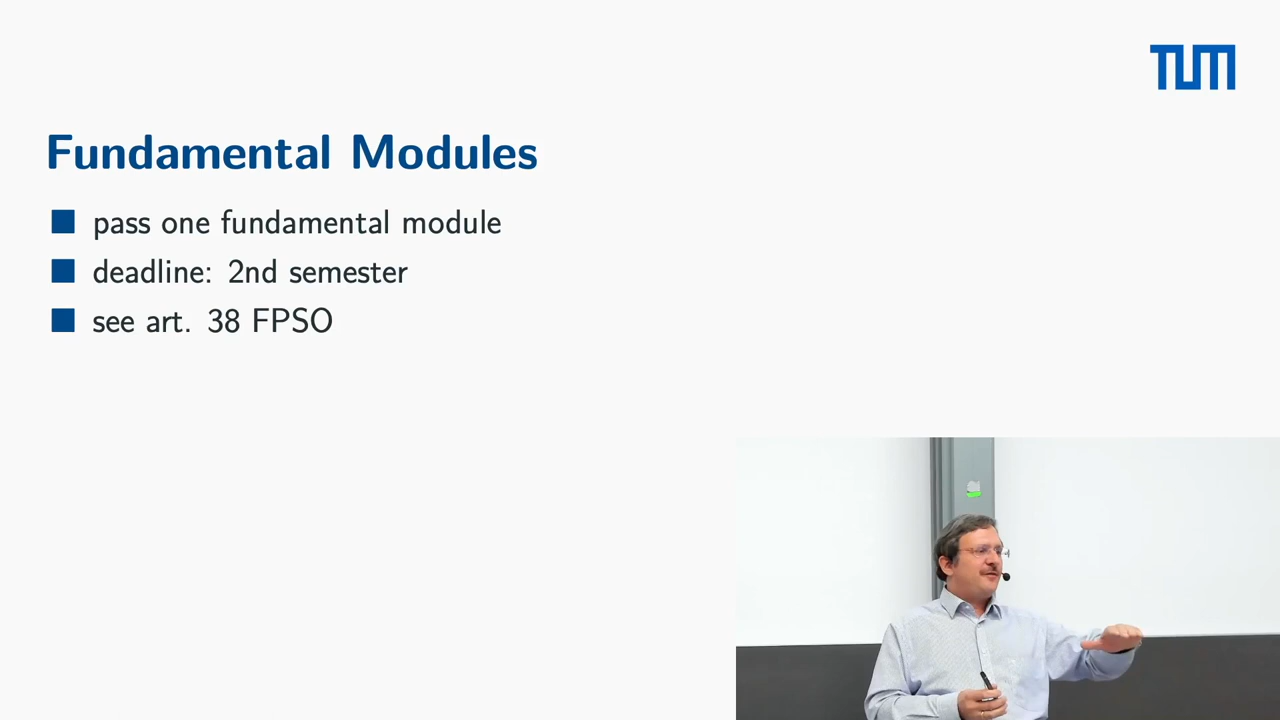 TUM
Fundamental Modules
pass one fundamental module
deadline: 2nd semester
see art. 38 FPSO